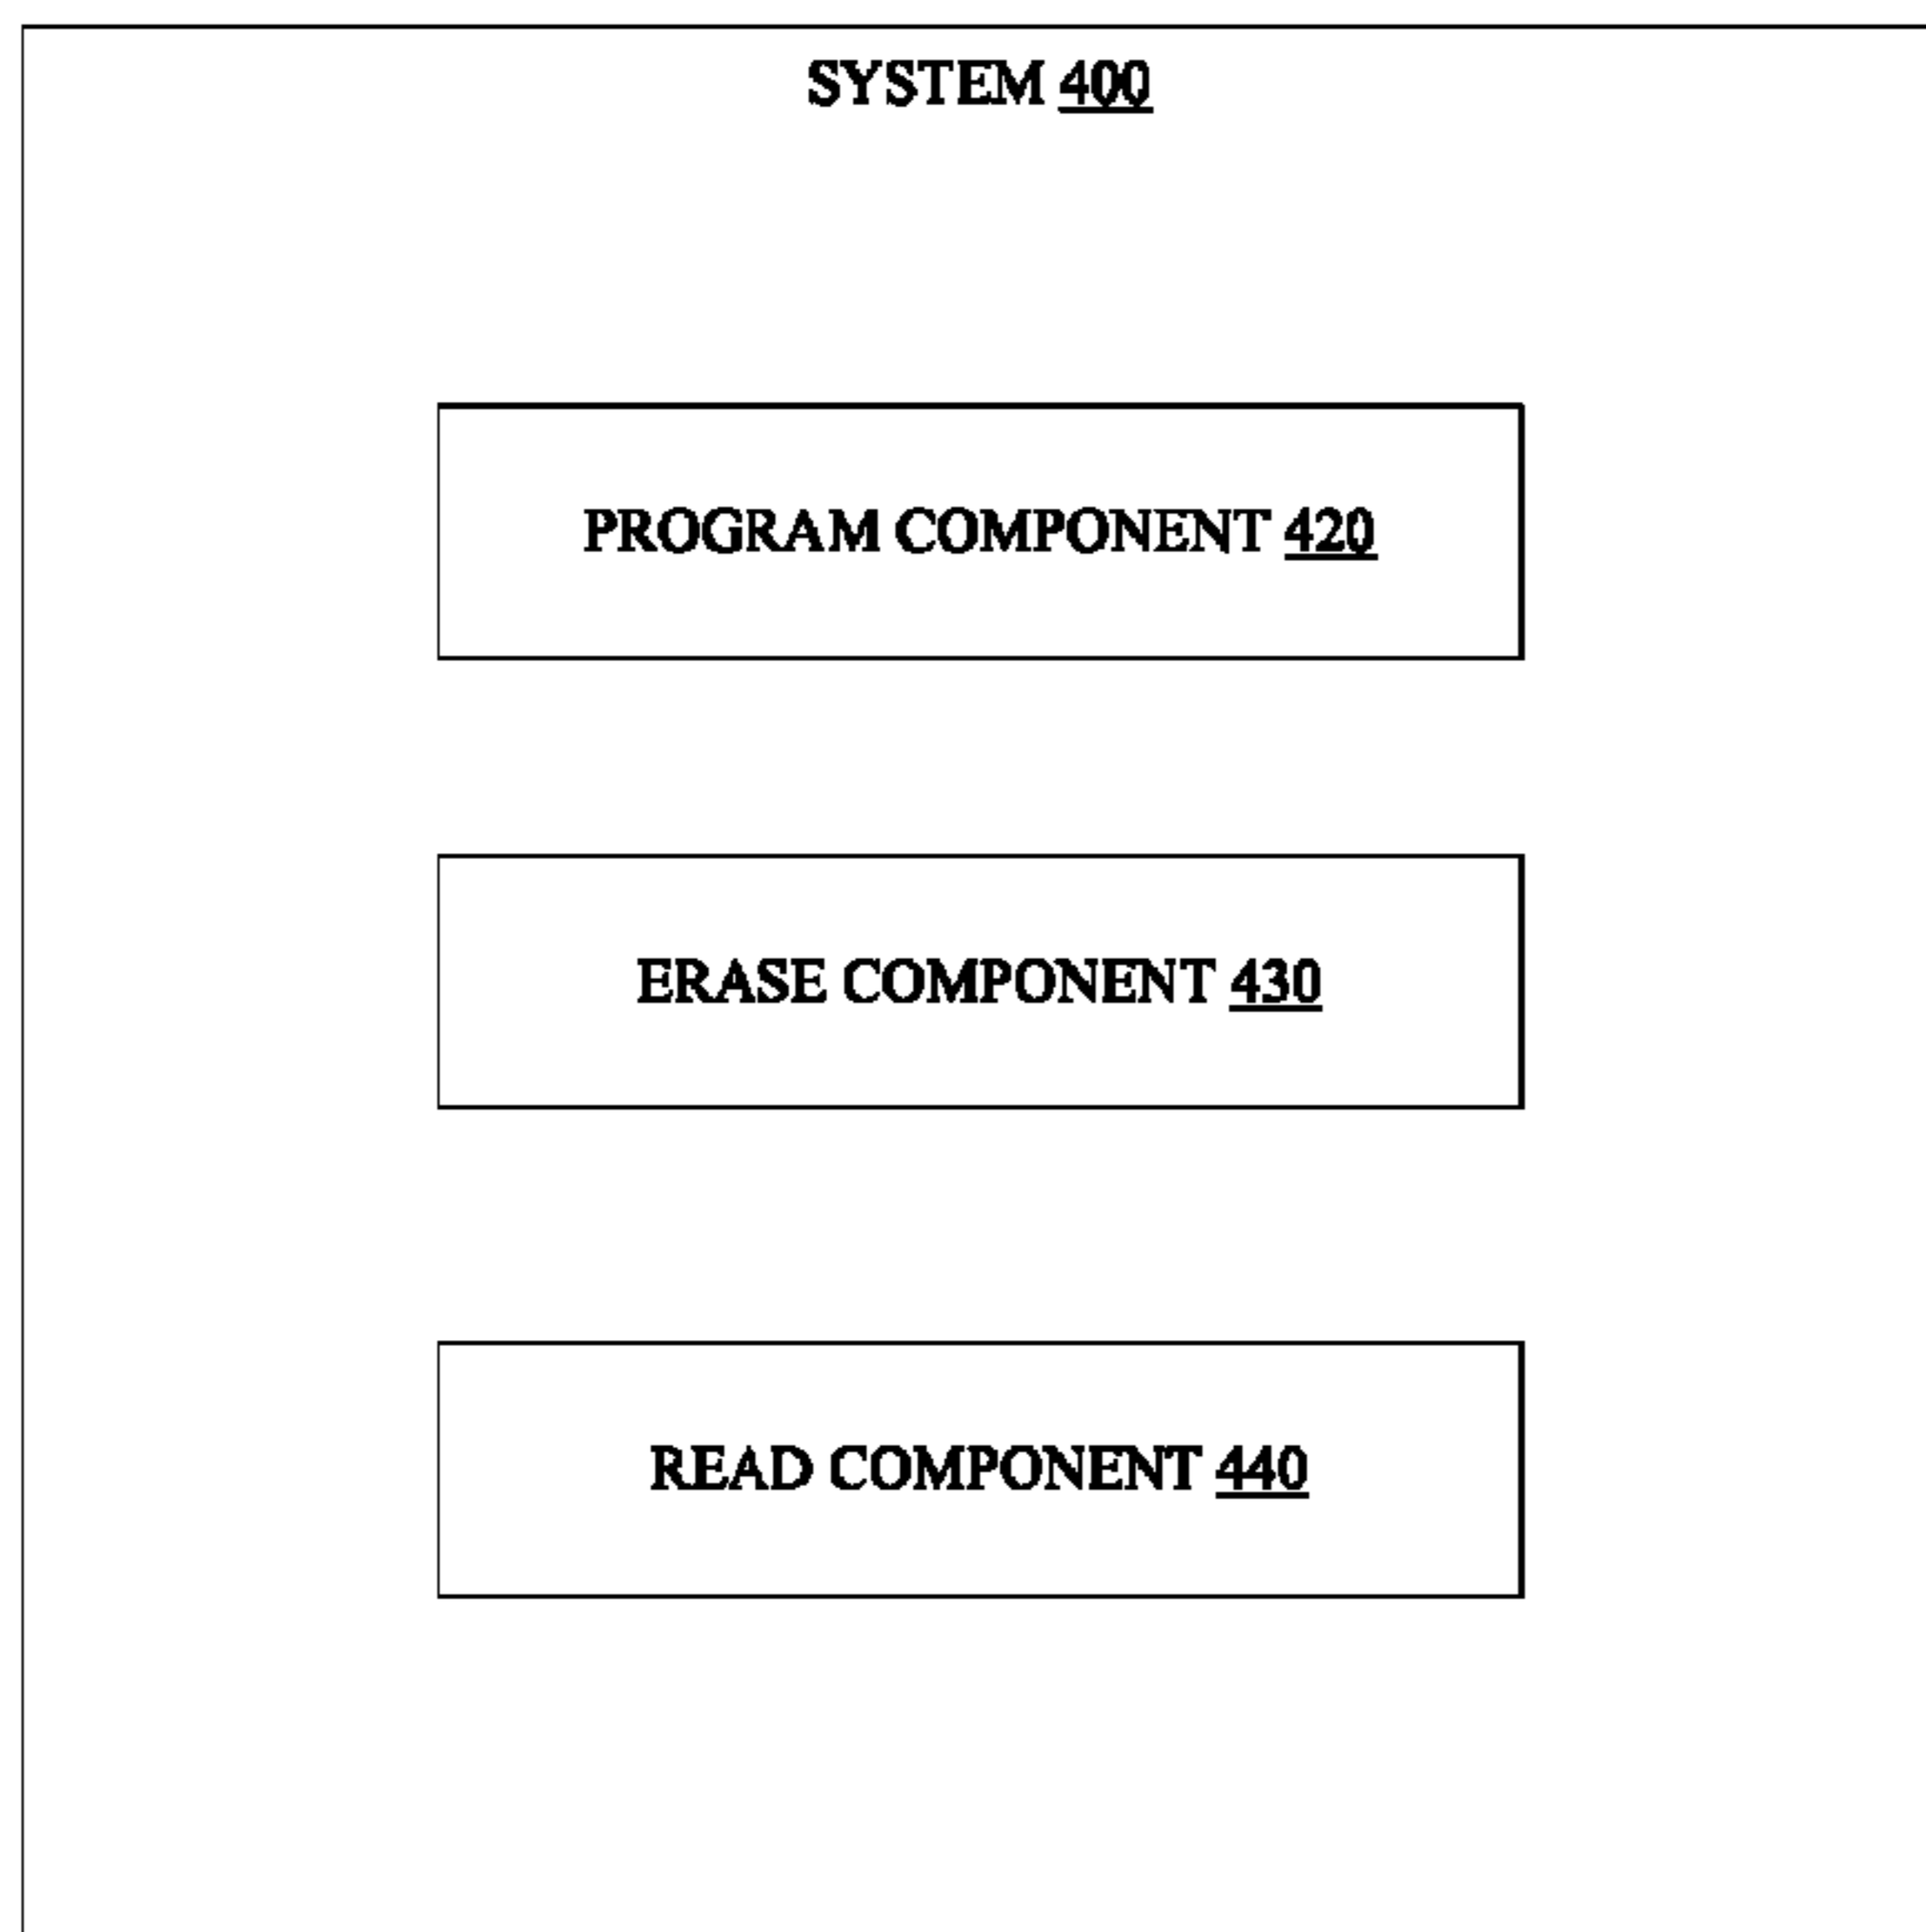 SYSTEM 400
PROGRAM COMPONENT 420
ERASE COMPONENT 430
READ COMPONENT 440